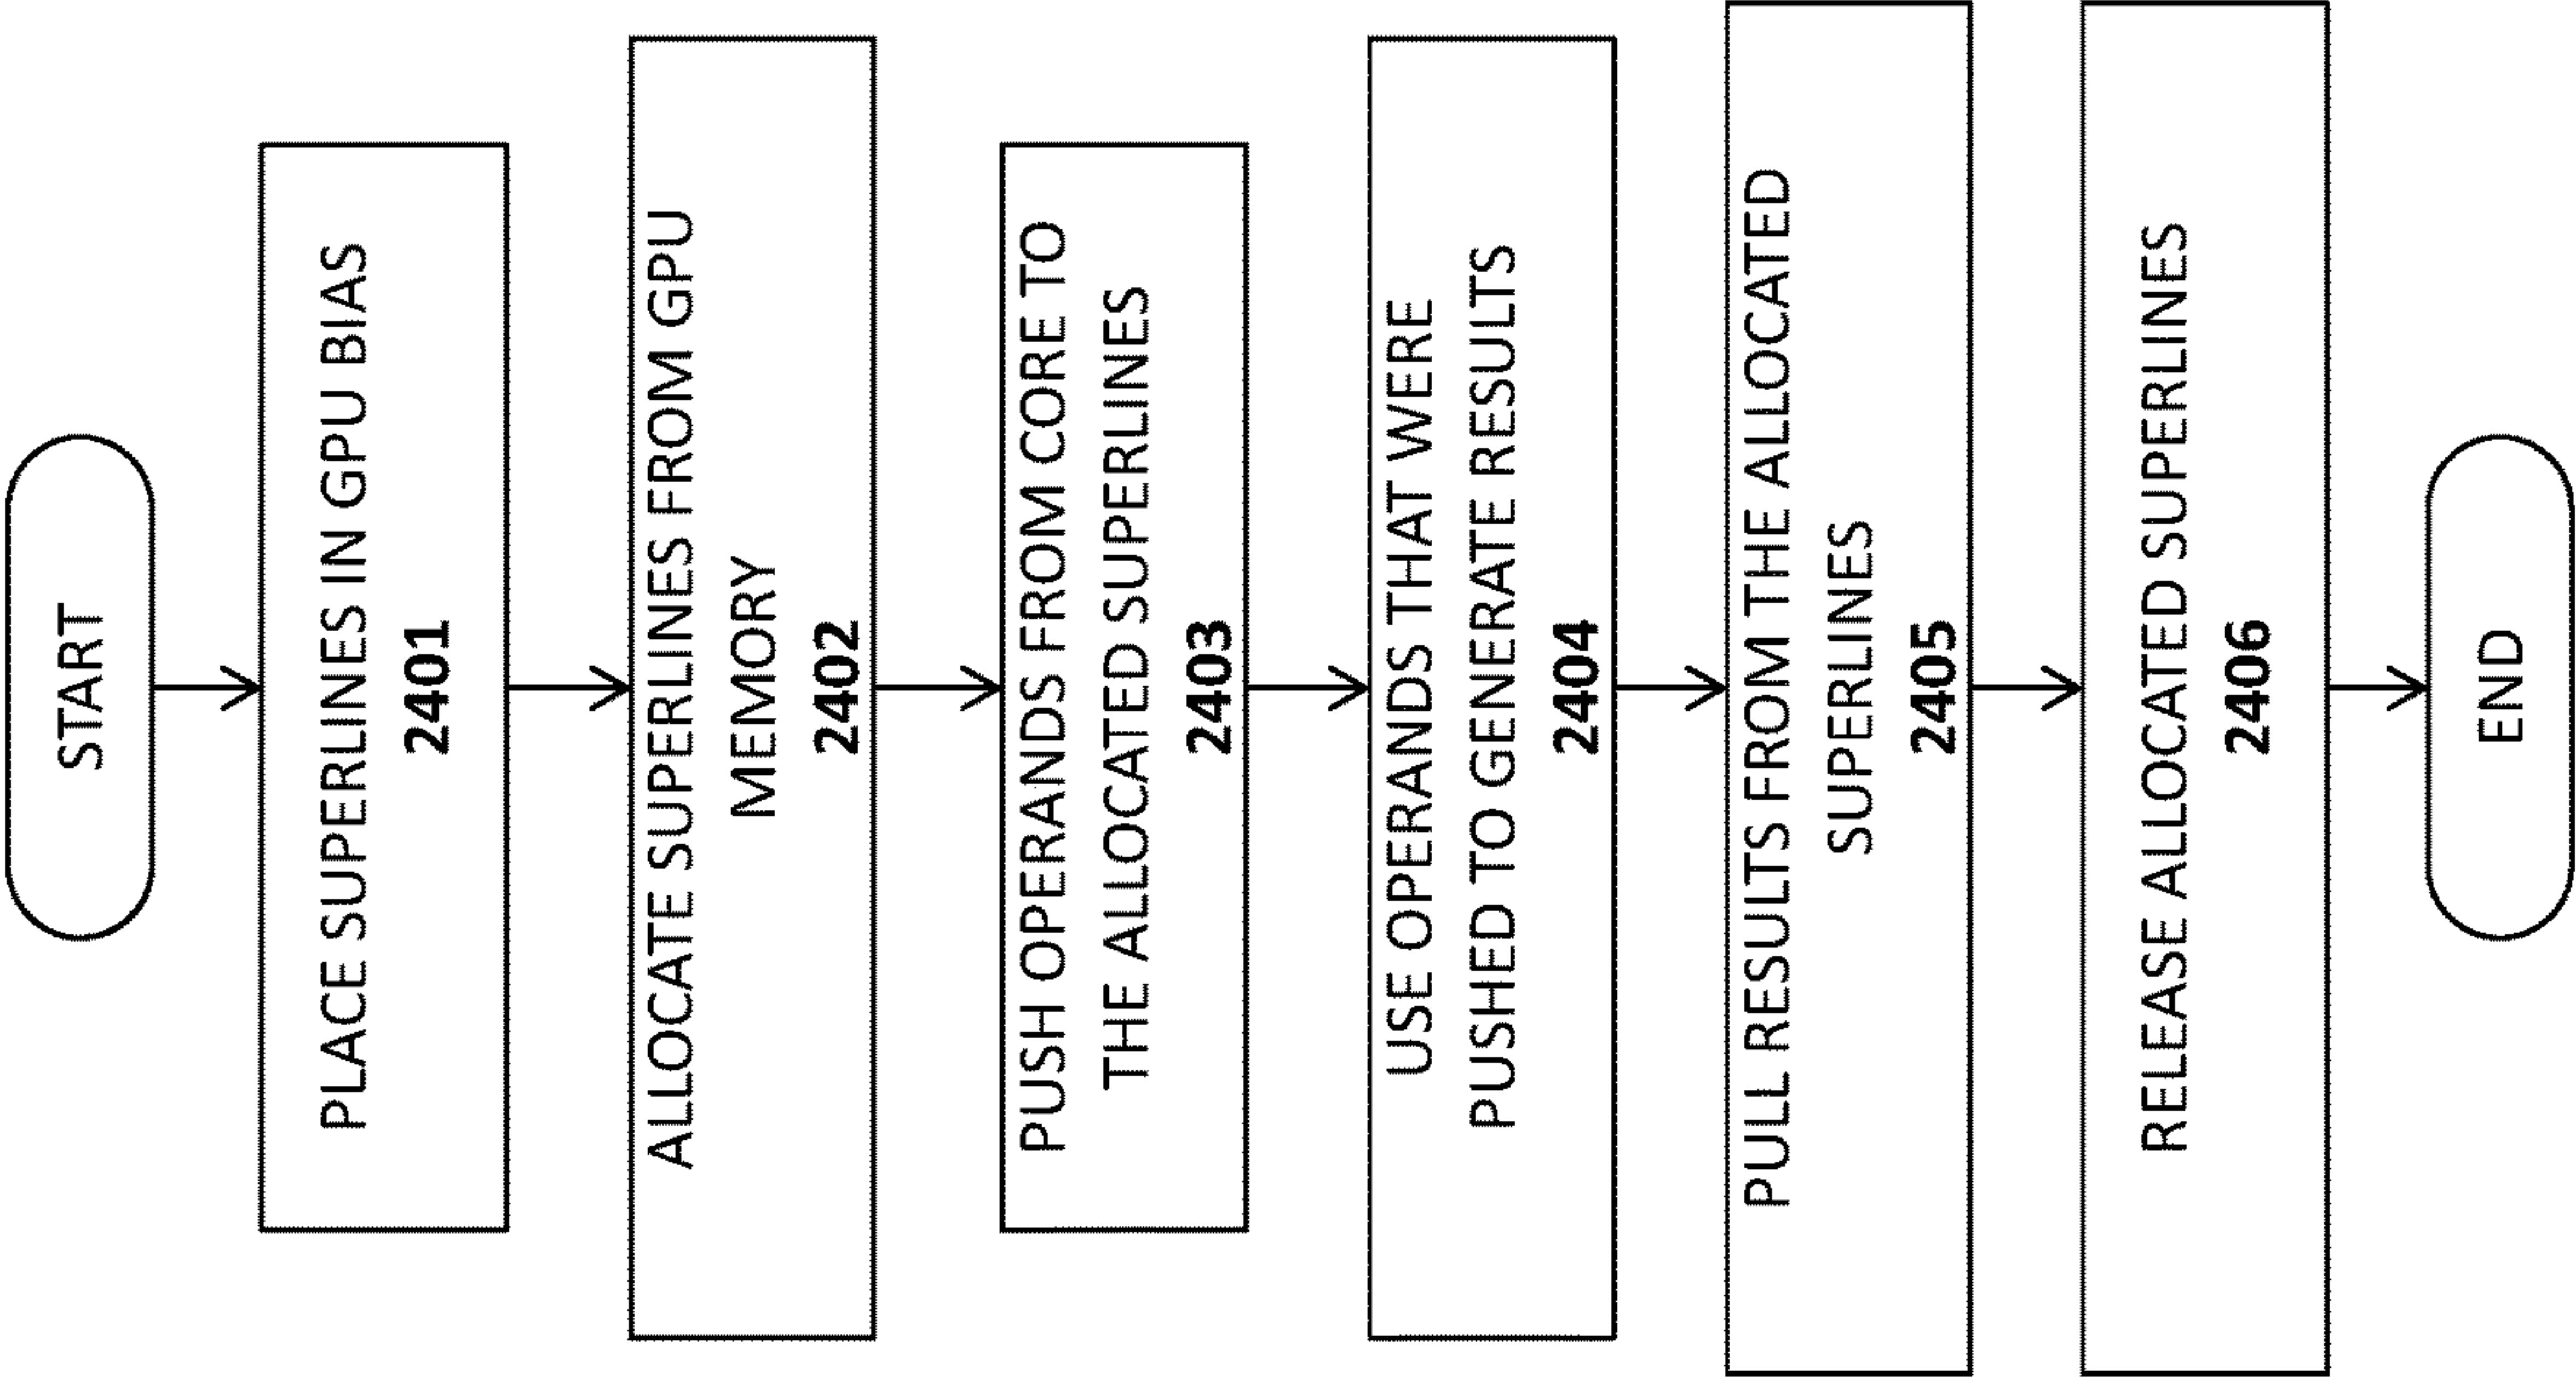 START
PLACE SUPERLINES IN GPU BIAS
2401
ALLOCATE SUPERLINES FROM GPU
MEMORY
2402
PUSH OPERANDS FROM CORE TO
THE ALLOCATED SUPERLINES
2403
USE OPERANDS THAT WERE
PUSHED TO GENERATE RESULTS
2404
PULL RESULTS FROM THE ALLOCATED
SUPERLINES
2405
RELEASE ALLOCATED SUPERLINES
2406
END